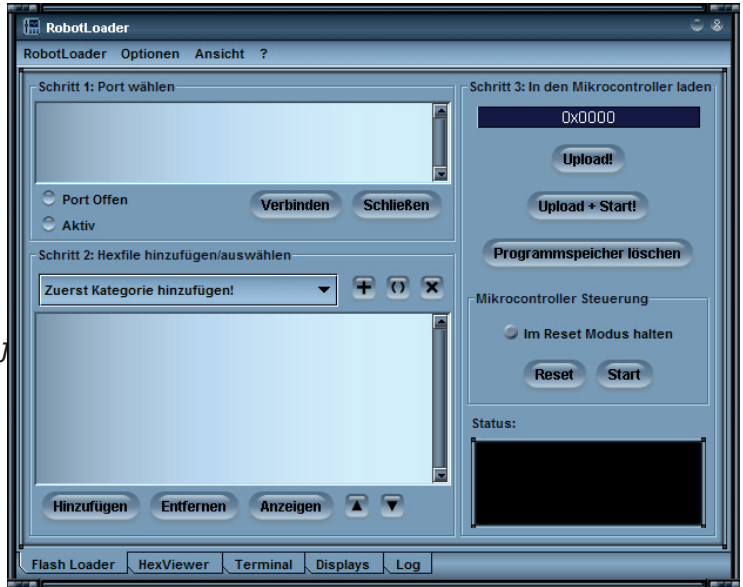 RobotLoader
RobotLoader Optionen Ansicht ?
Schritt 1: Port wählen
Port Offen
Aktiv
Verbinden Schließen
Schritt 2: Hexfile hinzufügen/auswählen
Zuerst Kategorie hinzufügen!
Hinzufügen Entfernen Anzeigen
Schritt 3: In den Mikrocontroller laden
0x0000
Upload!
Upload + Start!
Programmspeicher löschen
Mikrocontroller Steuerung
Im Reset Modus halten
Reset Start
Status:
Flash Loader HexViewer Terminal Displays Log